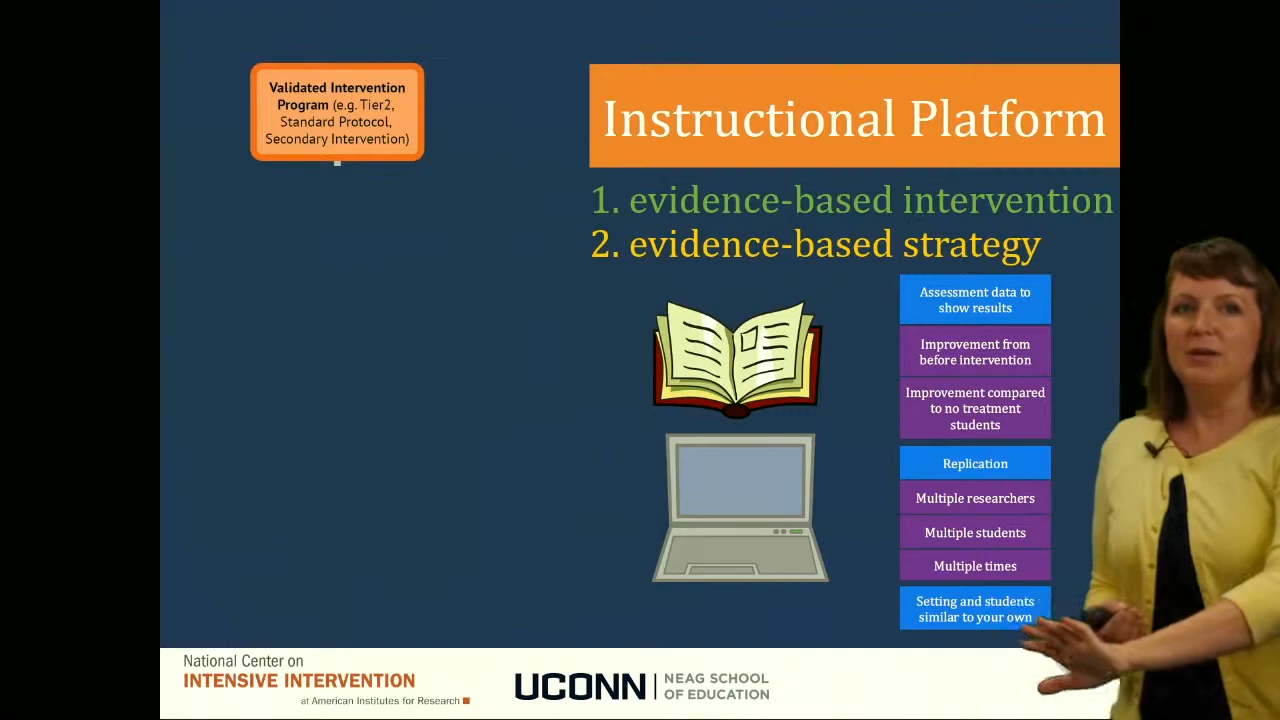 Validated Intervention
Program (e.g. Tier2,
Standard Protocol,
Secondary Intervention)
Instructional Platform
1. evidence-based intervention
2. evidence-based strategy
Assessment data to
show results
Improvement from
before intervention
Improvement compared
to no treatment
students
Replication
Multiple researchers
Multiple students
Multiple times
Setting and students
similar to your own
National Center on
INTENSIVE INTERVENTION
at American Institutes for Research
UCONN
NEAG SCHOOL
OF EDUCATION